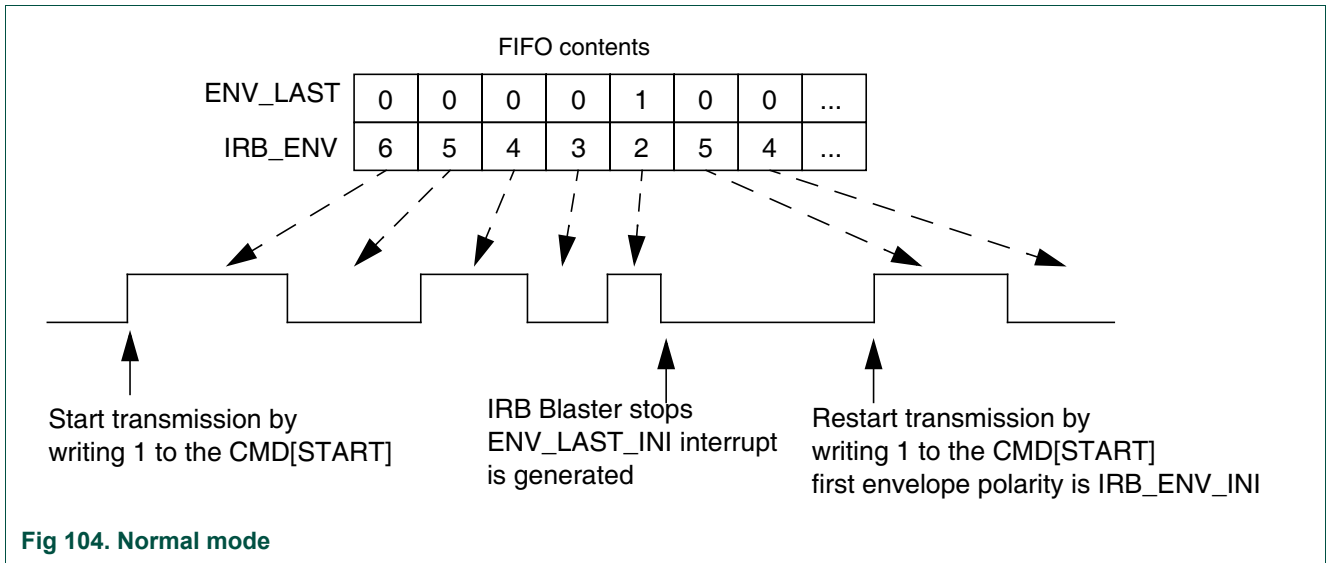 FIFO contents
ENV_LAST 0 0 0 0 1 0 0 ...
IRB_ENV 6 5 4 3 2 5 4 ...
Start transmission by
writing 1 to the CMD[START]
IRB Blaster stops
ENV_LAST_INI interrupt
is generated
Restart transmission by
writing 1 to the CMD[START]
first envelope polarity is IRB_ENV_INI
Fig 104. Normal mode